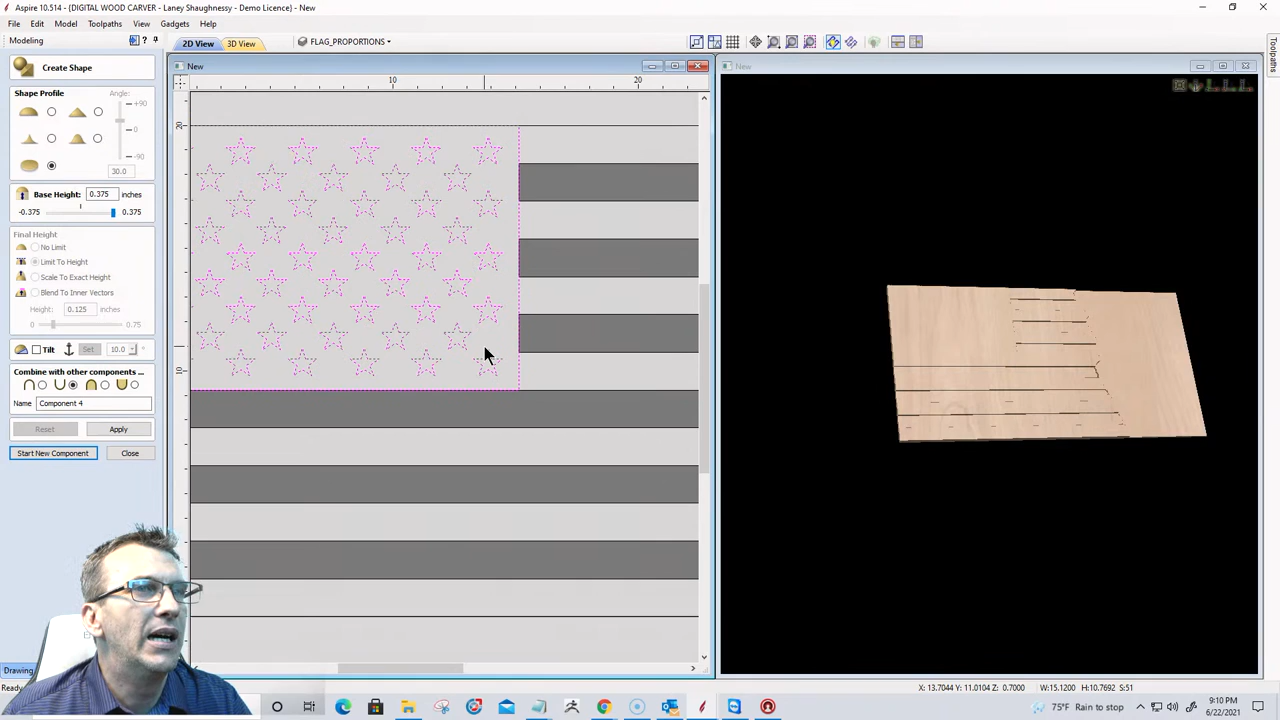 Aspire 10.514 - (DIGITAL WOOD CARVER - Laney Shaughnessy - Demo Licence) - New
File Edit Model Toolpaths View Gadgets Help
Modeling
?
2D View
3D View
FLAG_PROPORTIONS
Create Shape
New
New
Toolpaths
10
20
Shape Profile
Angle:
+90
0
-90
30.0
20
10
Base Height: 0.375 inches
-0.375
0.375
Final Height
No Limit
Limit To Height
Scale To Exact Height
Blend To Inner Vectors
Height: 0.125 inches
0
0.75
Tilt
Set
10.0
°
Combine with other components ...
Name Component 4
Reset
Apply
Start New Component
Close
Drawing
Ready
X: 13.7044 Y: 11.0104 Z: 0.7000
W:15.1200 H:10.7692 S:51
75°F Rain to stop
9:10 PM
6/22/2021